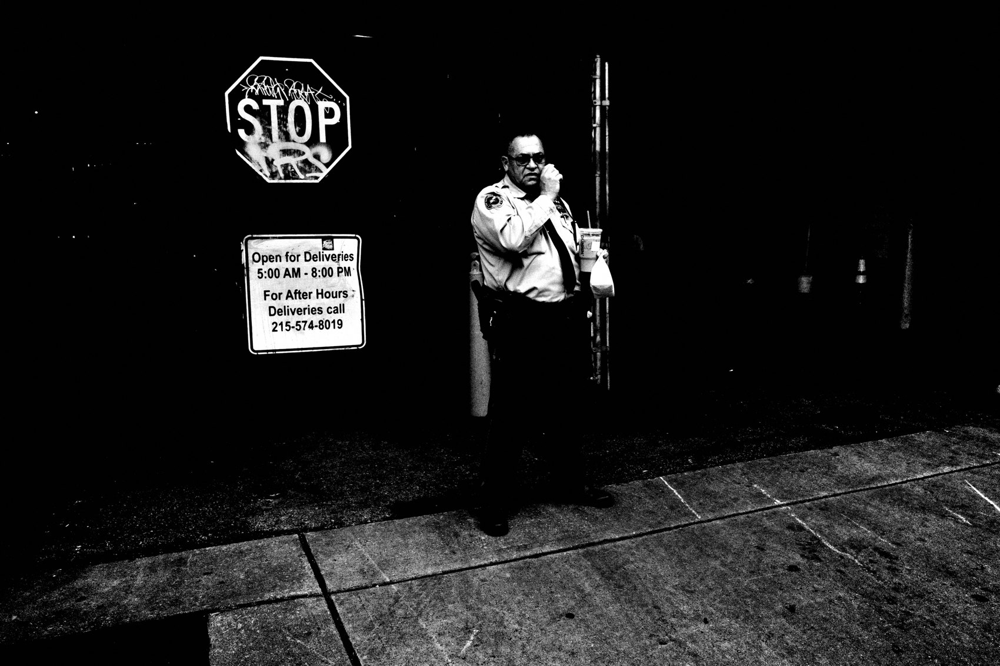 STOP
Open for Deliveries
5:00 AM - 8:00 PM
For After Hours
Deliveries call
215-574-8019